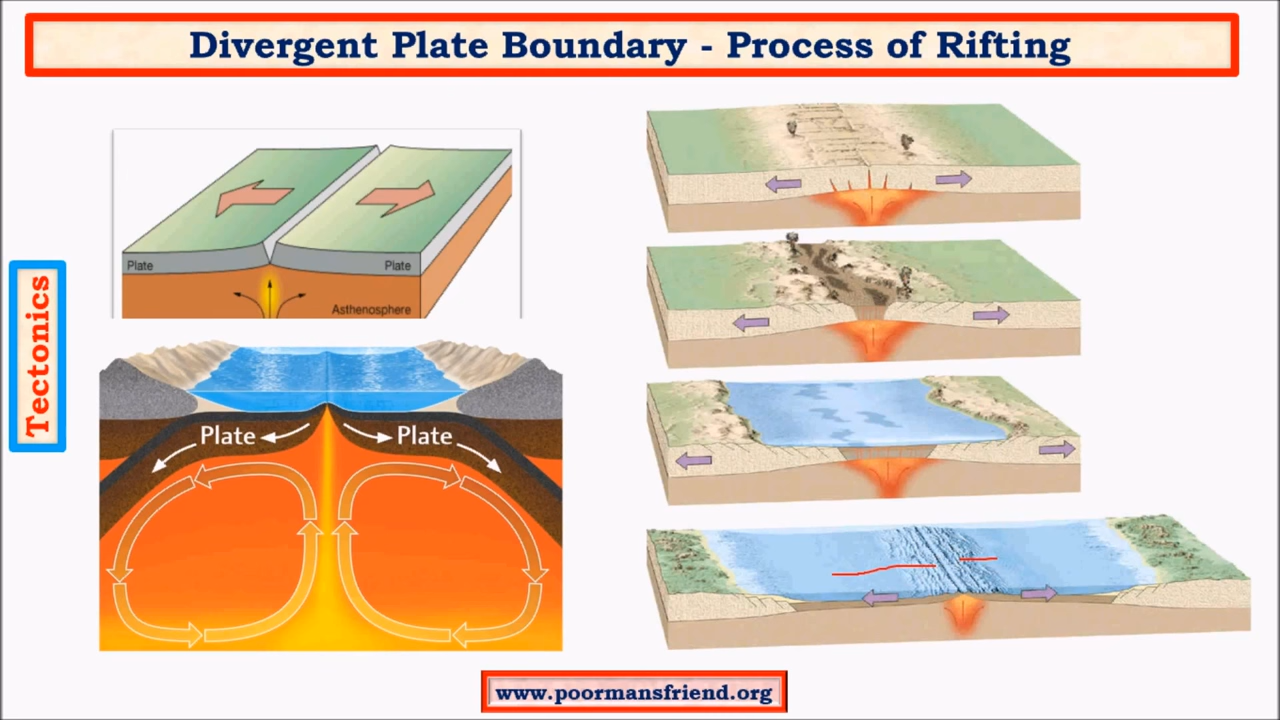 Divergent Plate Boundary - Process of Rifting
Tectonics
Plate
Plate
Asthenosphere
Plate
Plate
www.poormansfriend.org